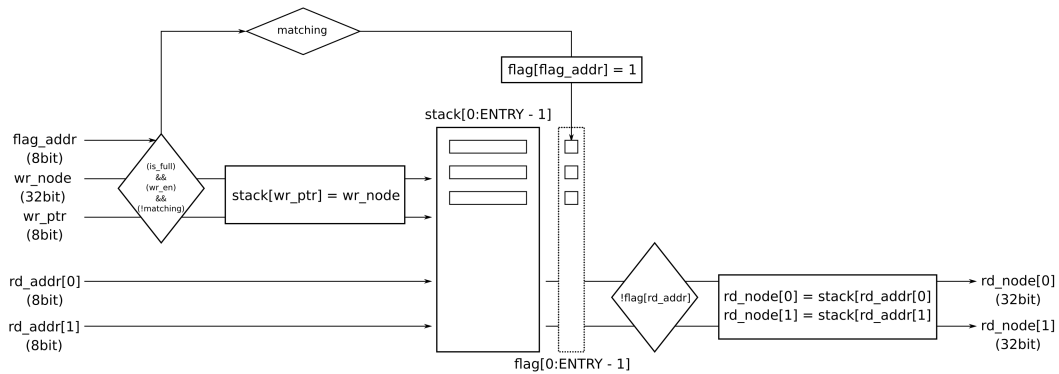 matching
flag[flag_addr] = 1
stack[0:ENTRY - 1]
flag_addr
(8bit)
wr_node
(32bit)
wr_ptr
(8bit)
(is_full)
&&
(wr_en)
&&
(!matching)
stack[wr_ptr] = wr_node
rd_addr[0]
(8bit)
rd_addr[1]
(8bit)
!flag[rd_addr]
rd_node[0] = stack[rd_addr[0]
rd_node[1] = stack[rd_addr[1]
rd_node[0]
(32bit)
rd_node[1]
(32bit)
flag[0:ENTRY - 1]